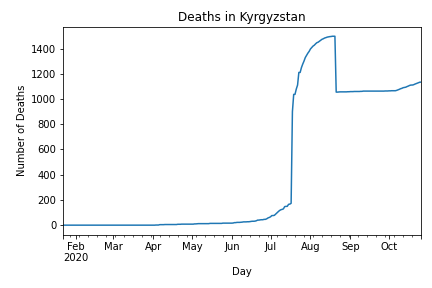 Deaths in Kyrgyzstan
Number of Deaths
1400
1200
1000
800
600
400
200
0
Feb Mar Apr May Jun Jul Aug Sep Oct
2020
Day